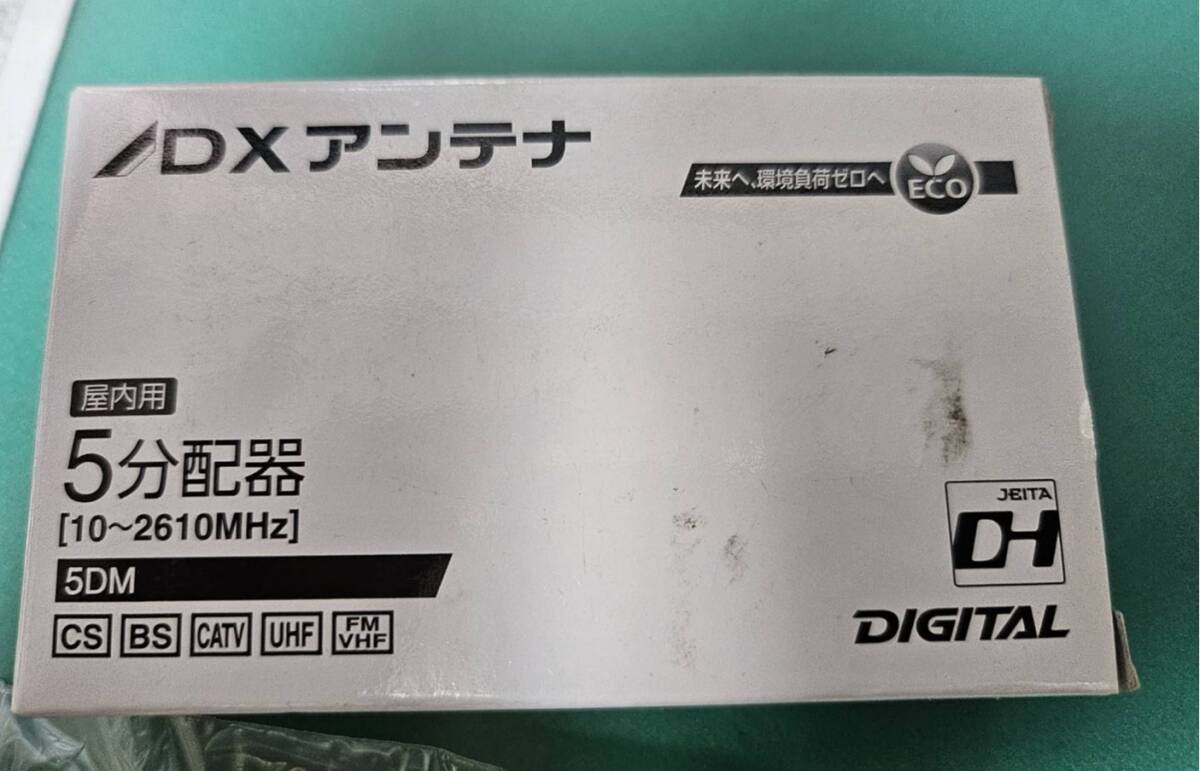 DXアンテナ
未来へ、環境負荷ゼロへ
ECO
屋内用
5分配器
[10〜2610MHz]
5DM
CS BS CATV UHF FM VHF
JEITA
DH
DIGITAL